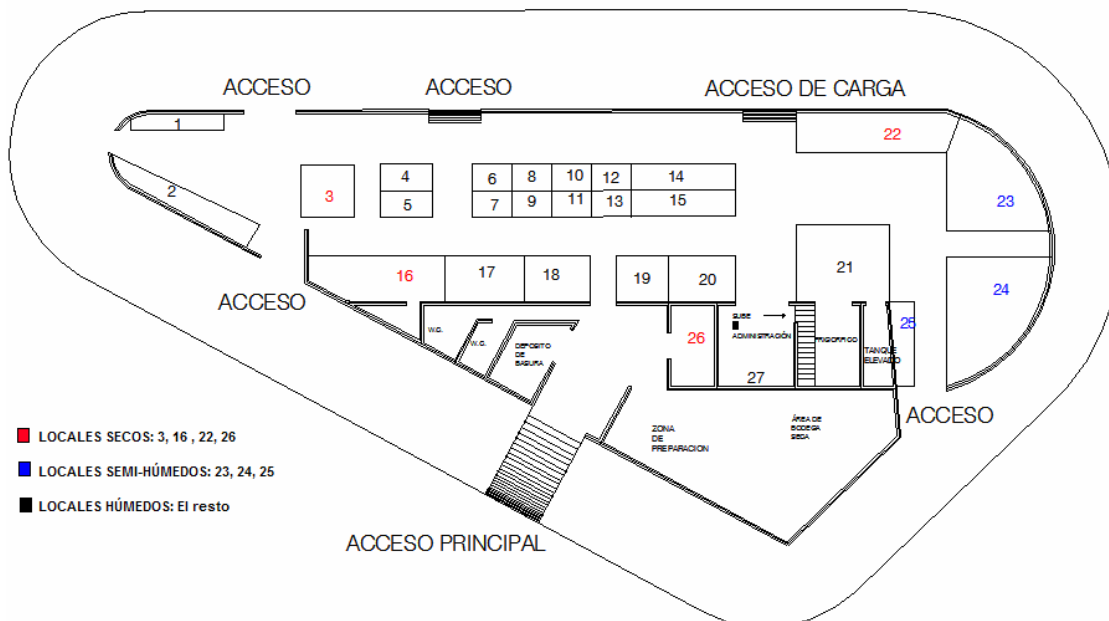 ACCESO
ACCESO
ACCESO DE CARGA
1
22
2
3
4
6
8
10
12
14
5
7
9
11
13
15
23
16
17
18
19
20
21
24
ACCESO
W.C.
W.C.
DEPOSITO
DE
BASURA
26
SUBE
ADMINISTRACIÓN
27
FRIGORIFICO
TANQUE
ELEVADO
25
ACCESO
ZONA
DE
PREPARACION
ÁREA DE
BODEGA
SECA
LOCALES SECOS: 3, 16 , 22, 26
LOCALES SEMI-HÚMEDOS: 23, 24, 25
LOCALES HÚMEDOS: El resto
ACCESO PRINCIPAL